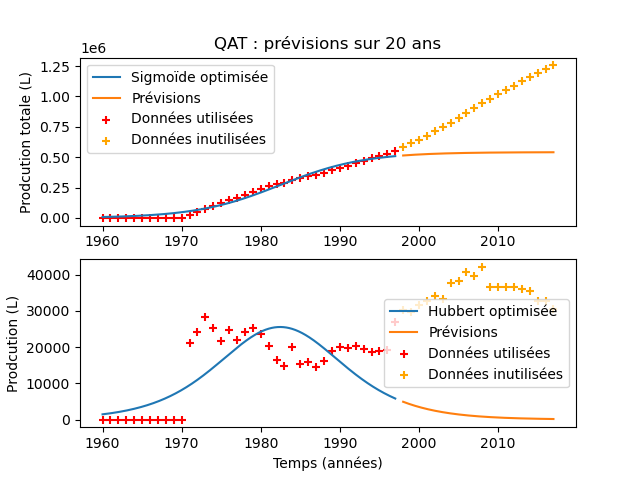 QAT : prévisions sur 20 ans
1e6
Prodcution totale (L)
1.25
1.00
0.75
0.50
0.25
0.00
Sigmoïde optimisée
Prévisions
Données utilisées
Données inutilisées
1960 1970 1980 1990 2000 2010
Prodcution (L)
40000
30000
20000
10000
0
Hubbert optimisée
Prévisions
Données utilisées
Données inutilisées
1960 1970 1980 1990 2000 2010
Temps (années)